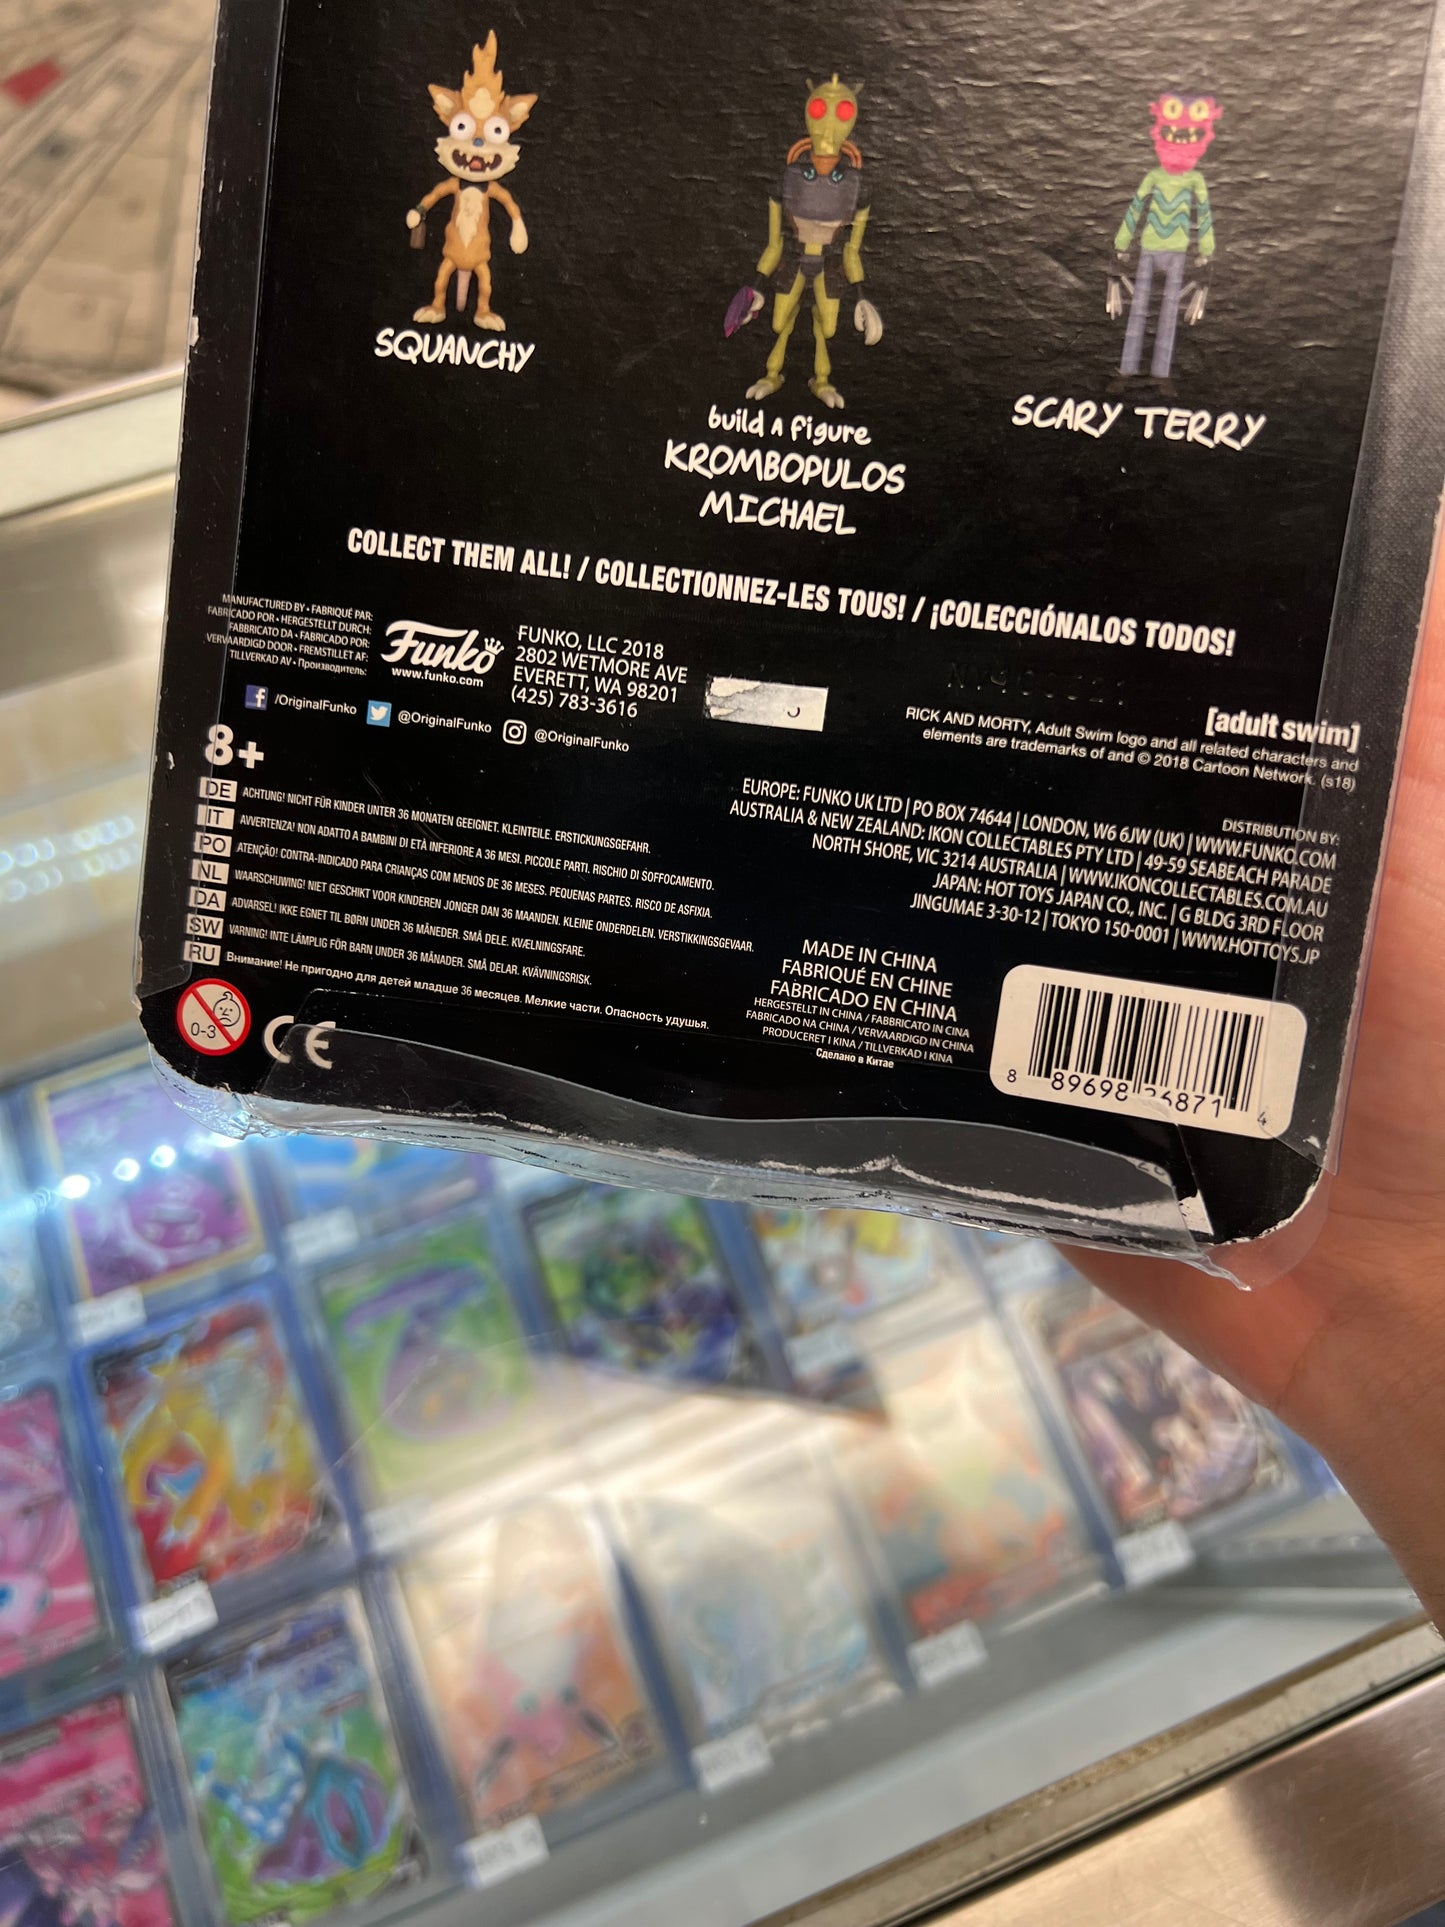 SQUANCHY
build A figure
KROMBOPULOS
MICHAEL
SCARY TERRY
COLLECT THEM ALL! / COLLECTIONNEZ-LES TOUS! / ¡COLECCIÓNALOS TODOS!
MANUFACTURED BY • FABRIQUÉ PAR:
FABRICADO POR • HERGESTELLT DURCH:
FABBRICATO DA • FABRICADO POR:
VERVAARDIGD DOOR • FREMSTILLET AF:
TILLVERKAD AV • Производитель:
Funko
www.funko.com
FUNKO, LLC 2018
2802 WETMORE AVE
EVERETT, WA 98201
(425) 783-3616
/OriginalFunko
@OriginalFunko
@OriginalFunko
[adult swim]
RICK AND MORTY, Adult Swim logo and all related characters and
elements are trademarks of and © 2018 Cartoon Network. (s18)
8+
DE ACHTUNG! NICHT FÜR KINDER UNTER 36 MONATEN GEEIGNET. KLEINTEILE. ERSTICKUNGSGEFAHR.
IT AVVERTENZA! NON ADATTO A BAMBINI DI ETÀ INFERIORE A 36 MESI. PICCOLE PARTI. RISCHIO DI SOFFOCAMENTO.
PO ATENÇÃO! CONTRA-INDICADO PARA CRIANÇAS COM MENOS DE 36 MESES. PEQUENAS PARTES. RISCO DE ASFIXIA.
NL WAARSCHUWING! NIET GESCHIKT VOOR KINDEREN JONGER DAN 36 MAANDEN. KLEINE ONDERDELEN. VERSTIKKINGSGEVAAR.
DA ADVARSEL! IKKE EGNET TIL BØRN UNDER 36 MÅNEDER. SMÅ DELE. KVÆLNINGSFARE.
SW VARNING! INTE LÄMPLIG FÖR BARN UNDER 36 MÅNADER. SMÅ DELAR. KVÄVNINGSRISK.
RU Внимание! Не пригодно для детей младше 36 месяцев. Мелкие части. Опасность удушья.
0-3
CE
DISTRIBUTION BY:
EUROPE: FUNKO UK LTD | PO BOX 74644 | LONDON, W6 6JW (UK) | WWW.FUNKO.COM
AUSTRALIA & NEW ZEALAND: IKON COLLECTABLES PTY LTD | 49-59 SEABEACH PARADE
NORTH SHORE, VIC 3214 AUSTRALIA | WWW.IKONCOLLECTABLES.COM.AU
JAPAN: HOT TOYS JAPAN CO., INC. | G BLDG 3RD FLOOR
JINGUMAE 3-30-12 | TOKYO 150-0001 | WWW.HOTTOYS.JP
MADE IN CHINA
FABRIQUÉ EN CHINE
FABRICADO EN CHINA
HERGESTELLT IN CHINA / FABBRICATO IN CINA
FABRICADO NA CHINA / VERVAARDIGD IN CHINA
PRODUCERET I KINA / TILLVERKAD I KINA
Сделано в Китае
8 89698 26871 4